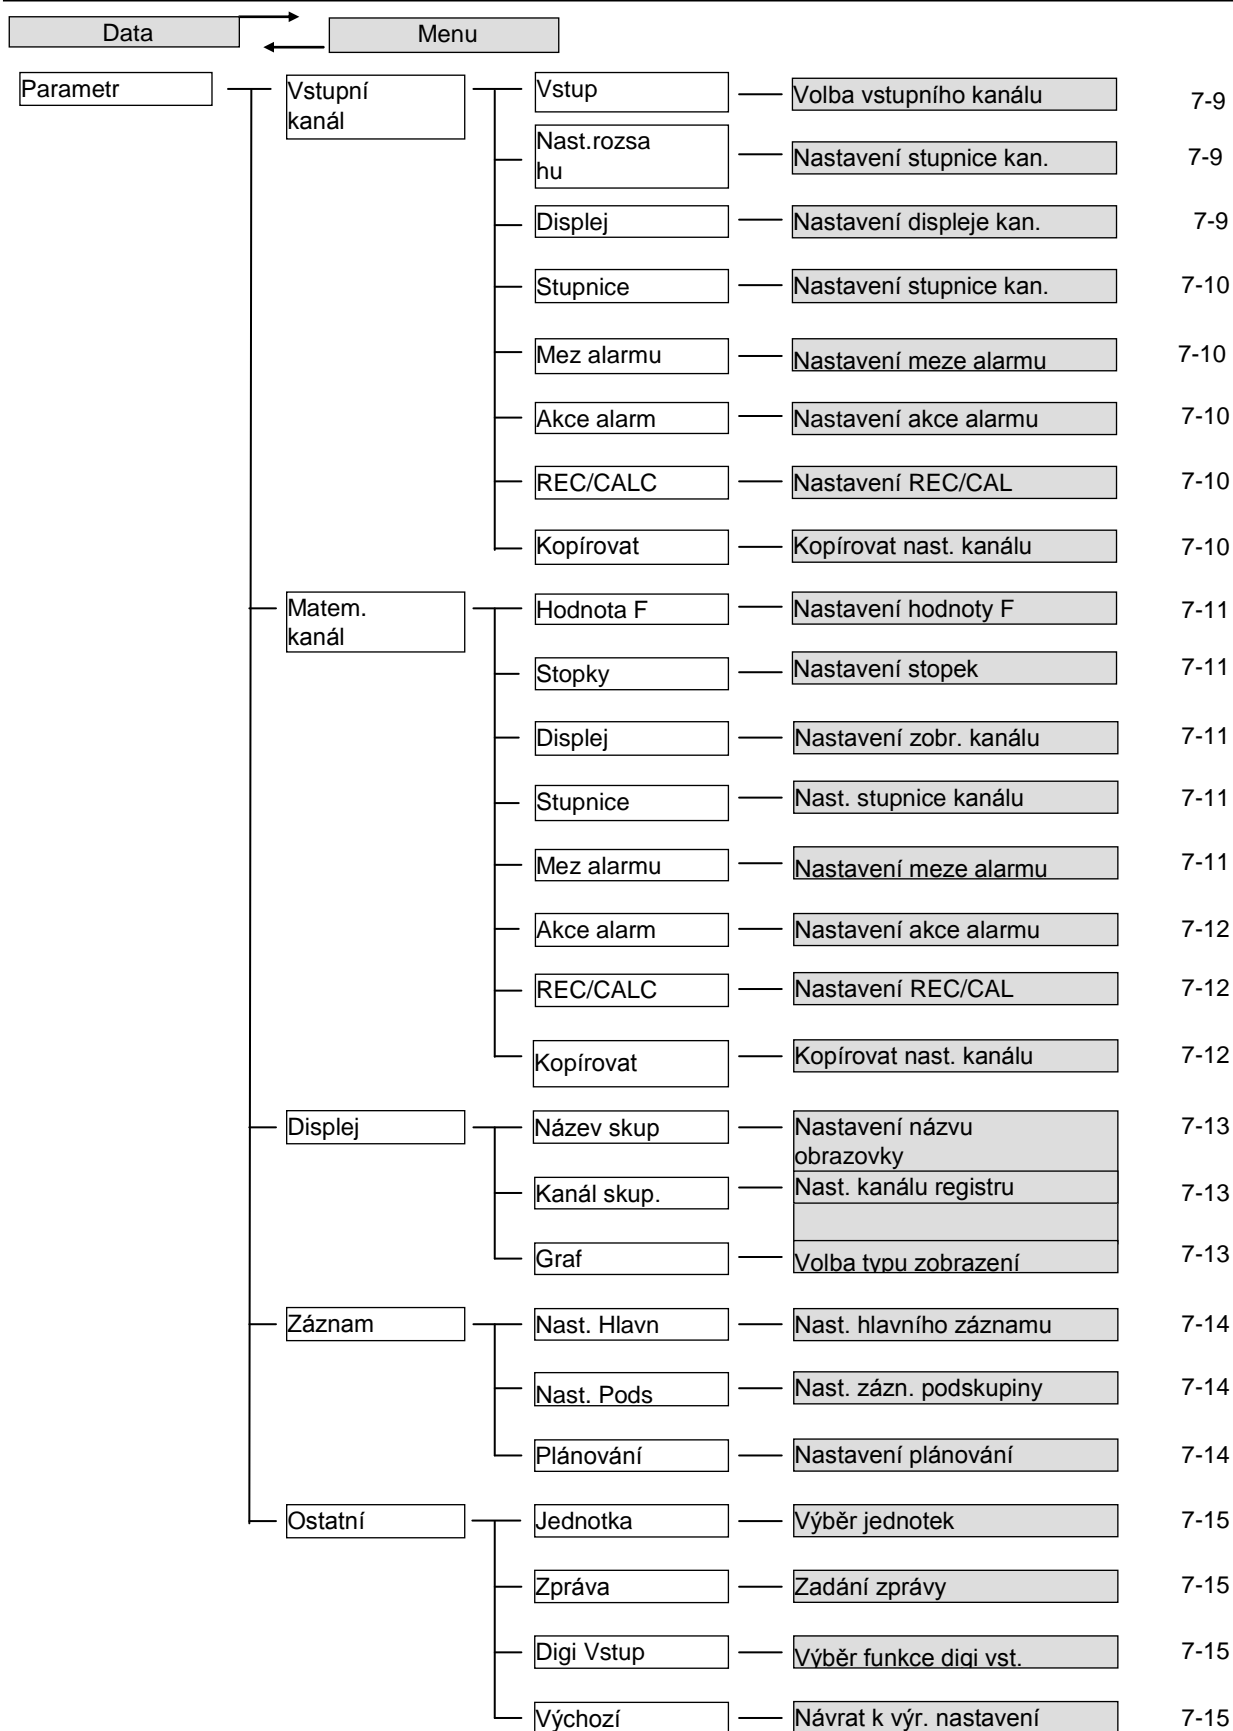 Data
Menu
Parametr
Vstupní
kanál
Vstup
Volba vstupního kanálu
7-9
Nast.rozsa
hu
Nastavení stupnice kan.
7-9
Displej
Nastavení displeje kan.
7-9
Stupnice
Nastavení stupnice kan.
7-10
Mez alarmu
Nastavení meze alarmu
7-10
Akce alarm
Nastavení akce alarmu
7-10
REC/CALC
Nastavení REC/CAL
7-10
Kopírovat
Kopírovat nast. kanálu
7-10
Matem.
kanál
Hodnota F
Nastavení hodnoty F
7-11
Stopky
Nastavení stopek
7-11
Displej
Nastavení zobr. kanálu
7-11
Stupnice
Nast. stupnice kanálu
7-11
Mez alarmu
Nastavení meze alarmu
7-11
Akce alarm
Nastavení akce alarmu
7-12
REC/CALC
Nastavení REC/CAL
7-12
Kopírovat
Kopírovat nast. kanálu
7-12
Displej
Název skup
Nastavení názvu
obrazovky
7-13
Kanál skup.
Nast. kanálu registru
7-13
Graf
Volba typu zobrazení
7-13
Záznam
Nast. Hlavn
Nast. hlavního záznamu
7-14
Nast. Pods
Nast. zázn. podskupiny
7-14
Plánování
Nastavení plánování
7-14
Ostatní
Jednotka
Výběr jednotek
7-15
Zpráva
Zadání zprávy
7-15
Digi Vstup
Výběr funkce digi vst.
7-15
Výchozí
Návrat k výr. nastavení
7-15